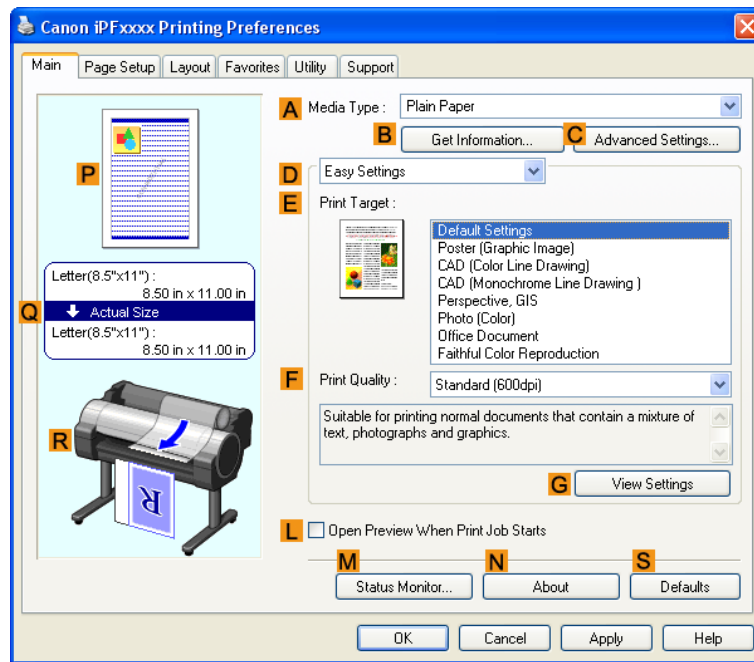 Canon iPFxxxx Printing Preferences
Main Page Setup Layout Favorites Utility Support
A Media Type : Plain Paper
B Get Information... C Advanced Settings...
P
D Easy Settings
E Print Target :
Default Settings
Poster (Graphic Image)
CAD (Color Line Drawing)
CAD (Monochrome Line Drawing )
Perspective, GIS
Photo (Color)
Office Document
Faithful Color Reproduction
Letter(8.5"x11") :
8.50 in x 11.00 in
Q Actual Size
Letter(8.5"x11") :
8.50 in x 11.00 in
F Print Quality : Standard (600dpi)
Suitable for printing normal documents that contain a mixture of
text, photographs and graphics.
R
R
G View Settings
L Open Preview When Print Job Starts
M N S
Status Monitor... About Defaults
OK Cancel Apply Help